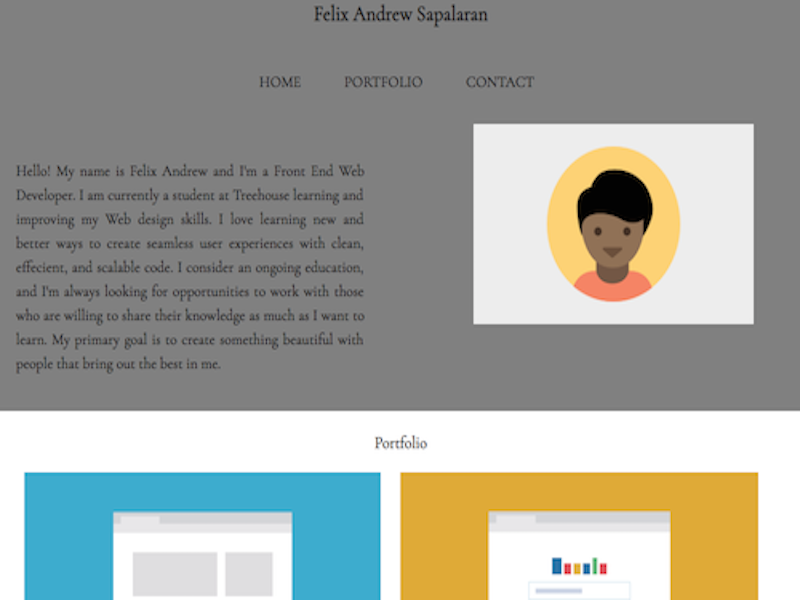 Felix Andrew Sapalaran
HOME PORTFOLIO CONTACT
Hello! My name is Felix Andrew and I'm a Front End Web
Developer. I am currently a student at Treehouse learning and
improving my Web design skills. I love learning new and
better ways to create seamless user experiences with clean,
effecient, and scalable code. I consider an ongoing education,
and I'm always looking for opportunities to work with those
who are willing to share their knowledge as much as I want to
learn. My primary goal is to create something beautiful with
people that bring out the best in me.
Portfolio